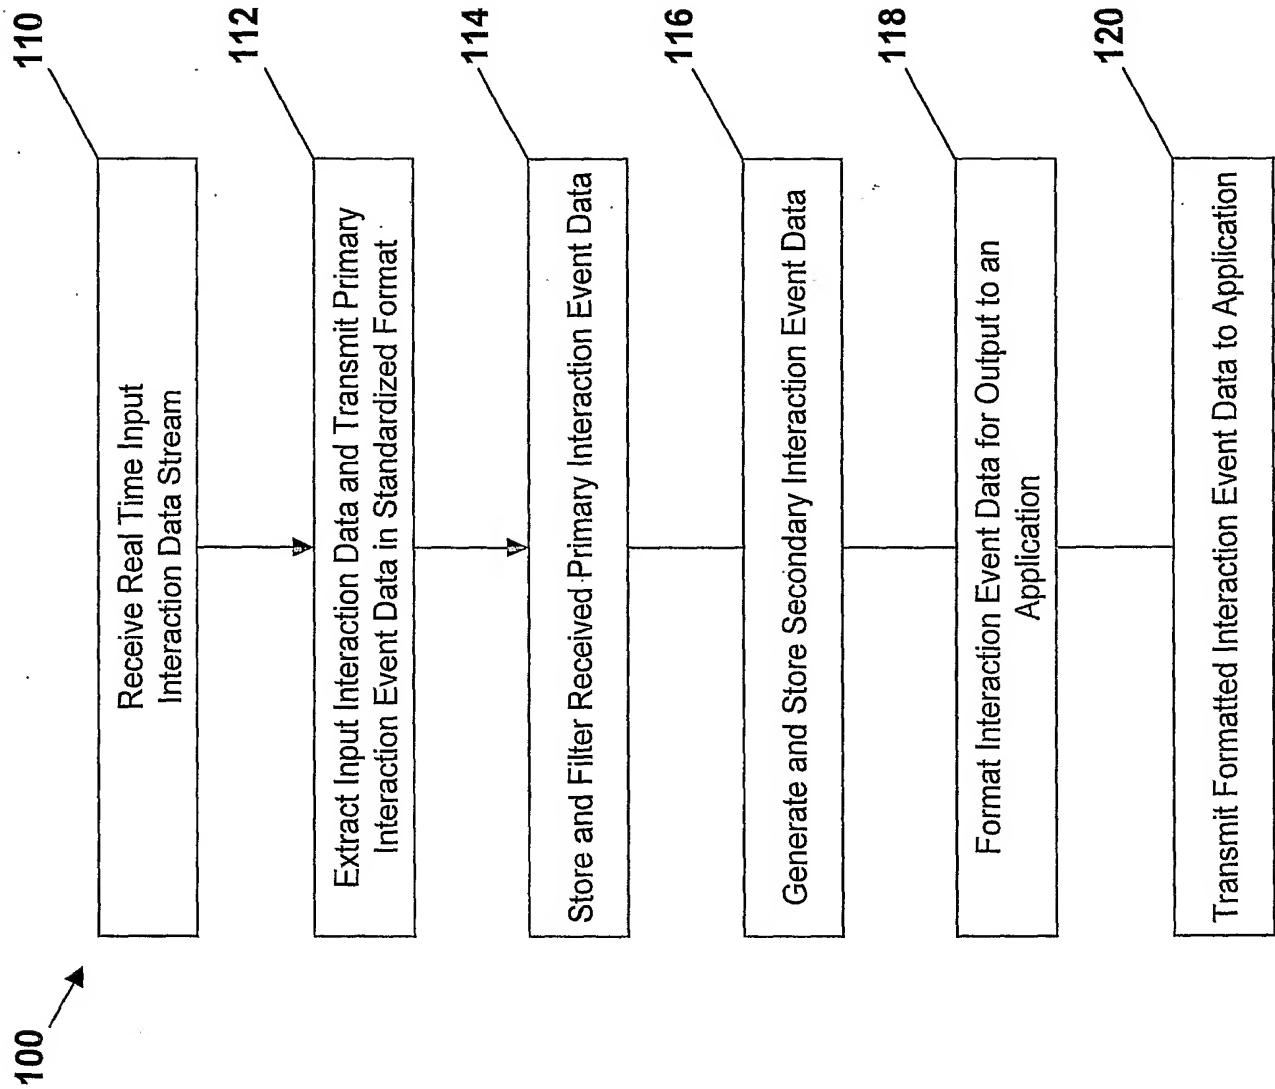 100
110
Receive Real Time Input
Interaction Data Stream
112
Extract Input Interaction Data and Transmit Primary
Interaction Event Data in Standardized Format
114
Store and Filter Received Primary Interaction Event Data
116
Generate and Store Secondary Interaction Event Data
118
Format Interaction Event Data for Output to an
Application
120
Transmit Formatted Interaction Event Data to Application